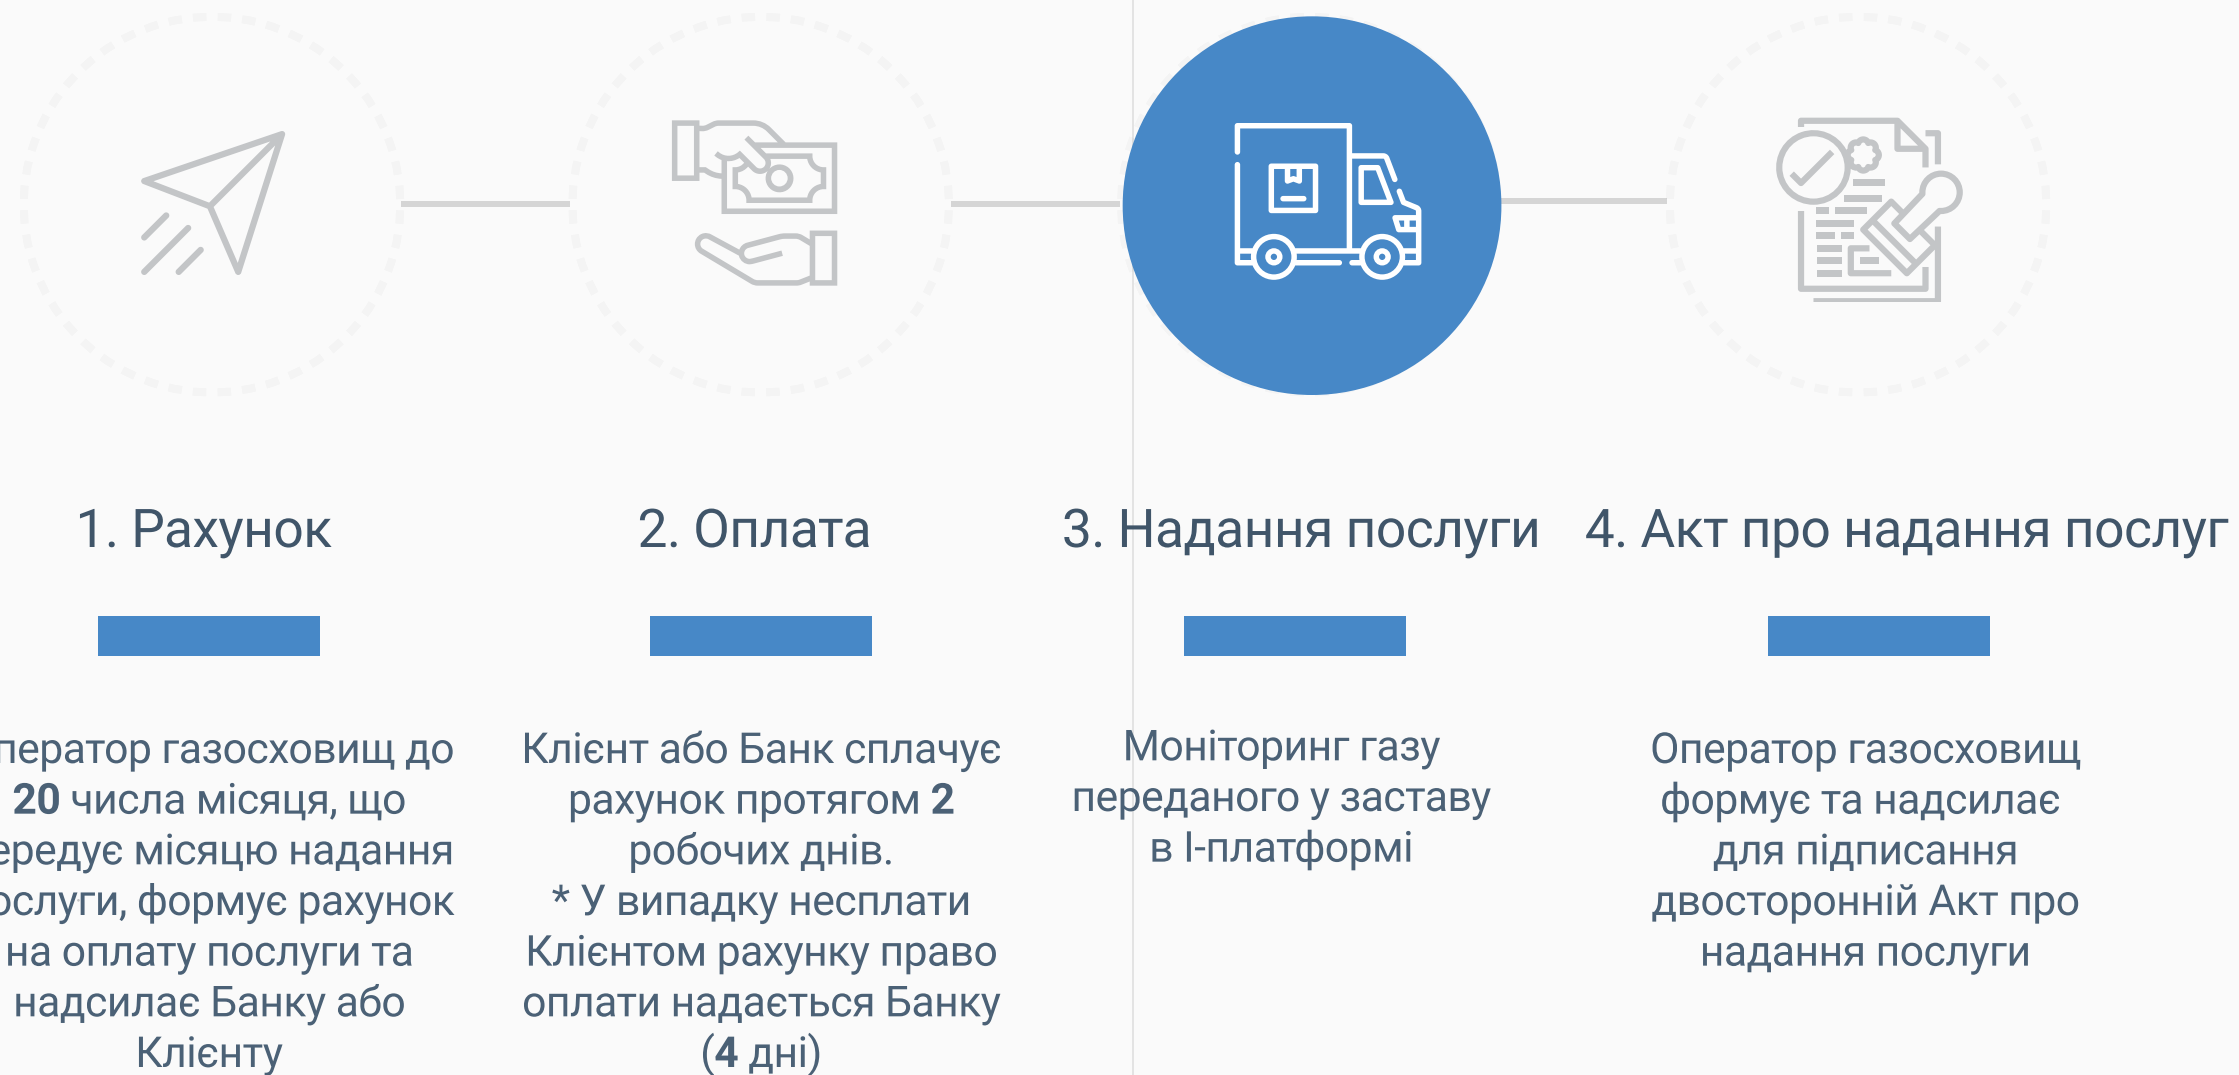 1. Рахунок
газосховищ до
20 числа місяця, що
місяцю надання
формує рахунок
на оплату послуги та
надсилає Банку або
Клієнту
2. Оплата
Клієнт або Банк сплачує
рахунок протягом 2
робочих днів.
* У випадку несплати
Клієнтом рахунку право
оплати надається Банку
(4 дні)
3. Надання послуги
Моніторинг газу
переданого у заставу
в І-платформі
4. Акт про надання послуг
Оператор газосховищ
формує та надсилає
для підписання
двосторонній Акт про
надання послуги